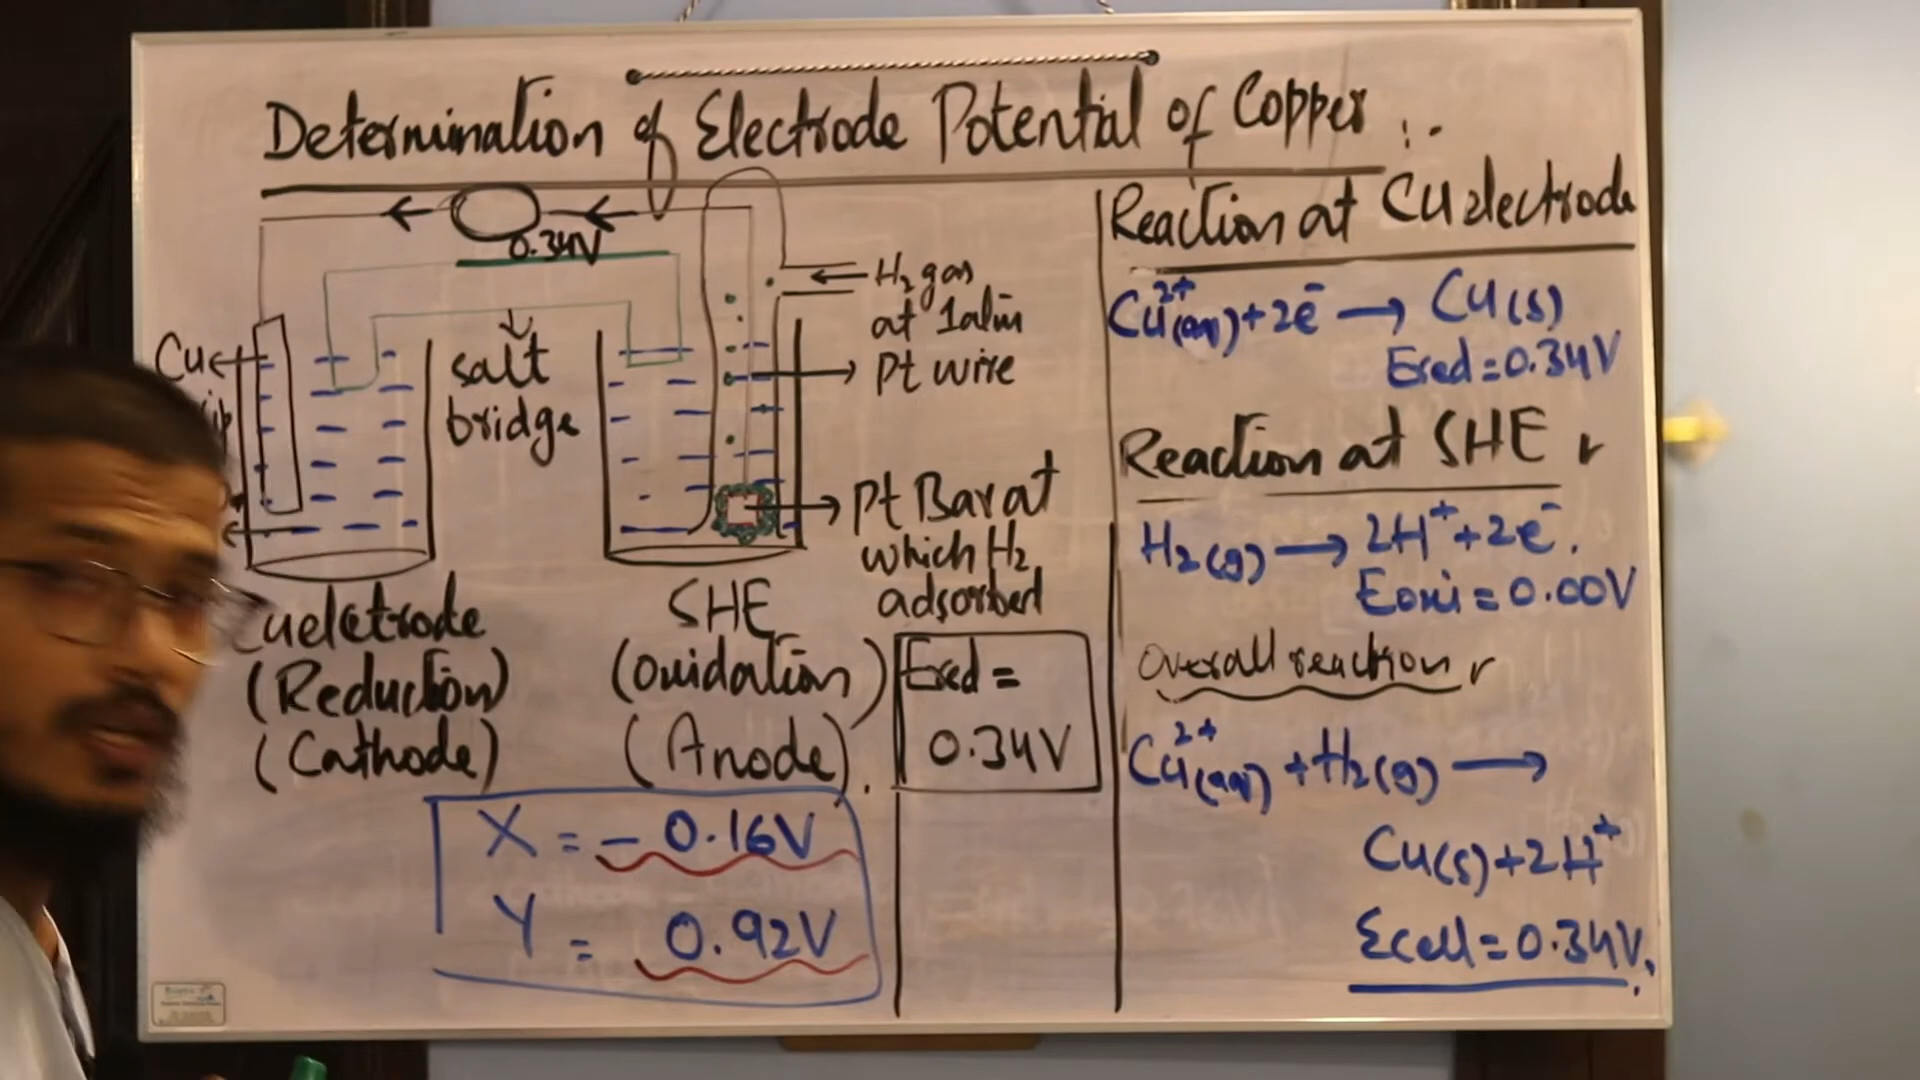 Determination of Electrode Potential of Copper :-
0.34V
Cu
salt
bridge
H₂ gas
at 1atm
Pt wire
Pt Bar at
which H₂
adsorbed
Cueletrode
(Reduction)
(Cathode)
SHE
(Oxidation)
(Anode).
Ered =
0.34V
X = - 0.16V
Y = 0.92V
Reaction at Cu electrode
Cu²⁺(aq)+2e⁻ → Cu(s)
Ered = 0.34V
Reaction at SHE
H₂(g) → 2H⁺+2e⁻.
Eoxi = 0.00V
Overall reaction
Cu²⁺(aq) + H₂(g) →
Cu(s)+2H⁺
Ecell = 0.34V.